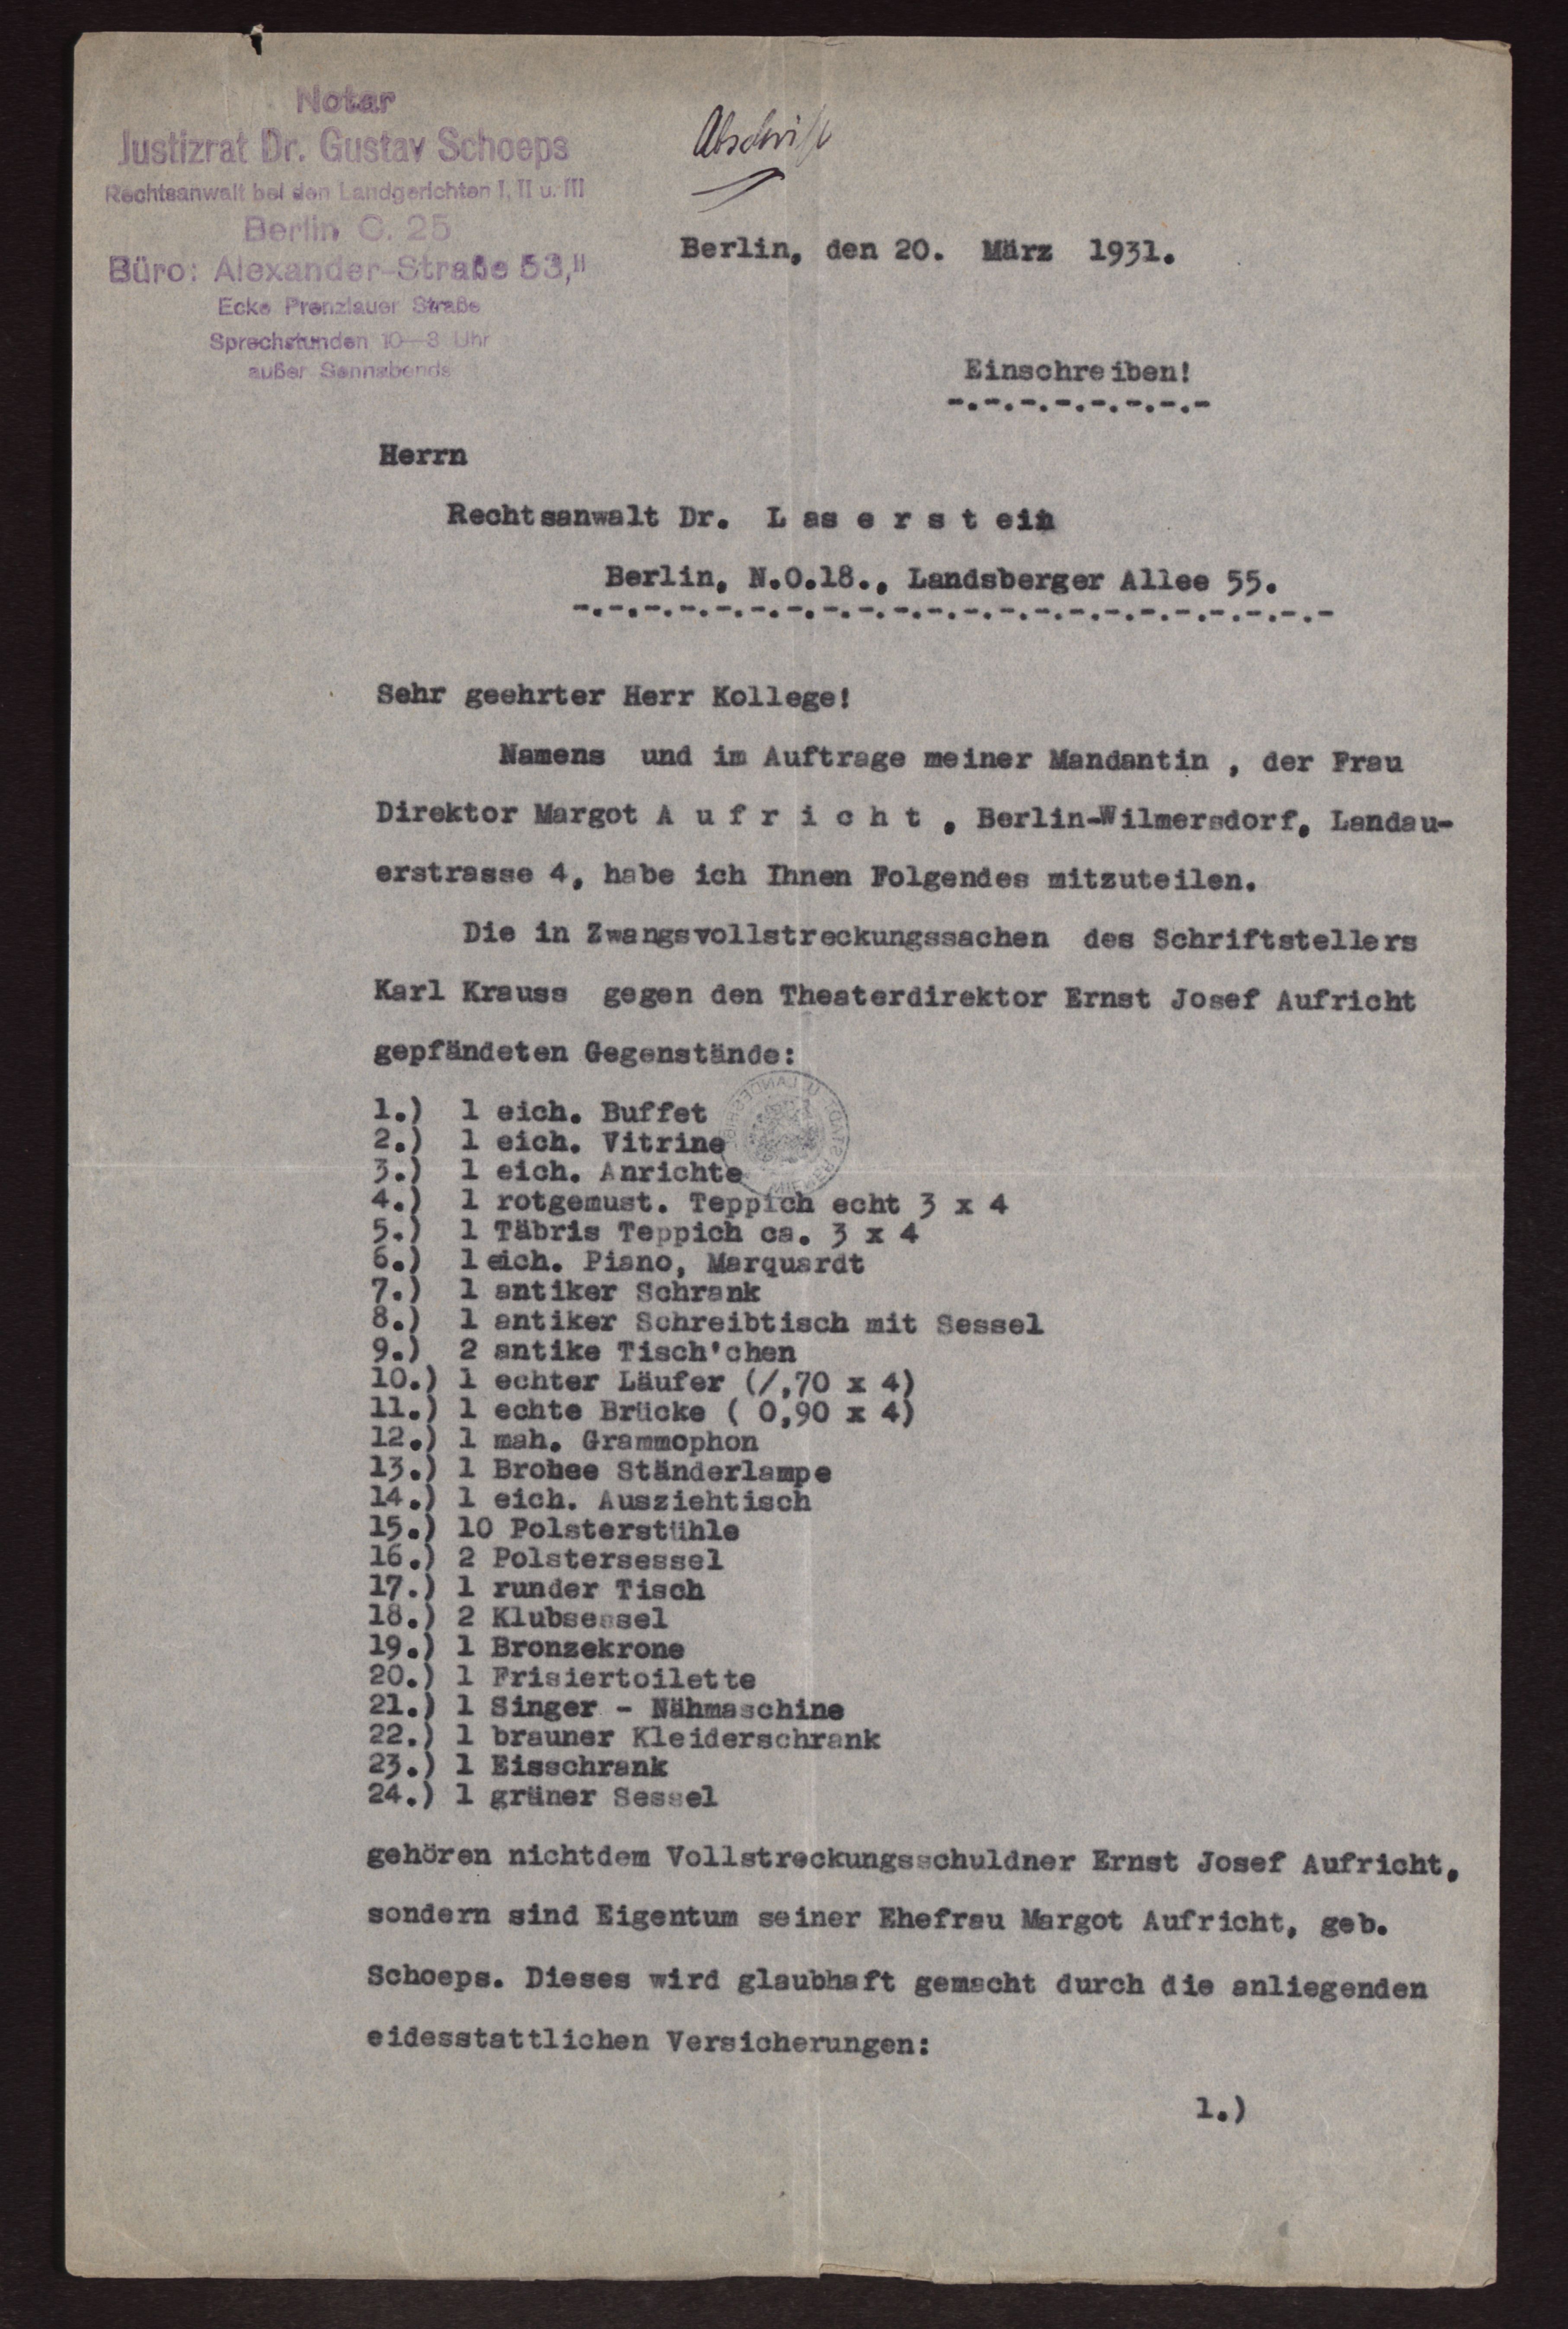 Notar
Justizrat Dr. Gustav Schoeps
Rechtsanwalt bei den Landgerichten I, II u. III
Berlin C. 25
Büro: Alexander-Straße 53,II
Ecke Prenzlauer Straße
Sprechstunden 10—3 Uhr
außer Sonnabends
Abschrift
Berlin, den 20. März 1931.
Einschreiben!
-.-.-.-.-.-.-.-
Herrn
Rechtsanwalt Dr. L as e r s t ein
Berlin, N.O.18., Landsberger Allee 55.
-.-.-.-.-.-.-.-.-.-.-.-.-.-.-.-.-.-.-.-.-.-
Sehr geehrter Herr Kollege!
Namens und im Auftrage meiner Mandantin , der Frau
Direktor Margot A u f r i c h t , Berlin-Wilmersdorf, Landau-
erstrasse 4, habe ich Ihnen Folgendes mitzuteilen.
Die in Zwangsvollstreckungssachen des Schriftstellers
Karl Krauss gegen den Theaterdirektor Ernst Josef Aufricht
gepfändeten Gegenstände:
1.) 1 eich. Buffet
2.) 1 eich. Vitrine
3.) 1 eich. Anrichte
4.) 1 rotgemust. Teppich echt 3 x 4
5.) 1 Täbris Teppich ca. 3 x 4
6.) 1 eich. Piano, Marquardt
7.) 1 antiker Schrank
8.) 1 antiker Schreibtisch mit Sessel
9.) 2 antike Tisch'chen
10.) 1 echter Läufer (/,70 x 4)
11.) 1 echte Brücke ( 0,90 x 4)
12.) 1 mah. Grammophon
13.) 1 Brohee Ständerlampe
14.) 1 eich. Ausziehtisch
15.) 10 Polsterstühle
16.) 2 Polstersessel
17.) 1 runder Tisch
18.) 2 Klubsessel
19.) 1 Bronzekrone
20.) 1 Frisiertoilette
21.) 1 Singer - Nähmaschine
22.) 1 brauner Kleiderschrank
23.) 1 Eisschrank
24.) 1 grüner Sessel
gehören nichtdem Vollstreckungsschuldner Ernst Josef Aufricht,
sondern sind Eigentum seiner Ehefrau Margot Aufricht, geb.
Schoeps. Dieses wird glaubhaft gemacht durch die anliegenden
eidesstattlichen Versicherungen:
1.)